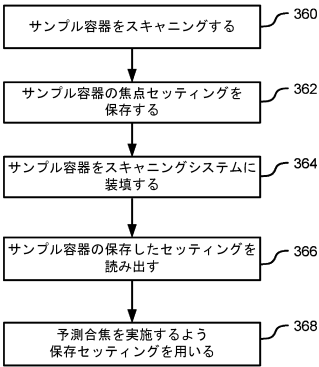 サンプル容器をスキャニングする
360
サンプル容器の焦点セッティングを
保存する
362
サンプル容器をスキャニングシステムに
装填する
364
サンプル容器の保存したセッティングを
読み出す
366
予測合焦を実施するよう
保存セッティングを用いる
368